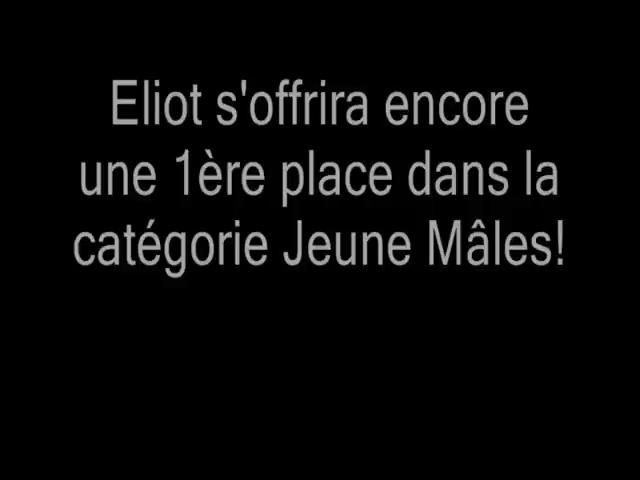 Eliot s'offrira encore
une 1ère place dans la
catégorie Jeune Mâles!